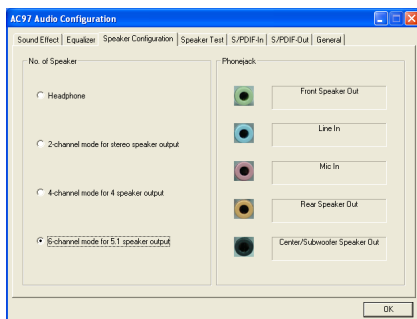 AC97 Audio Configuration
Sound Effect | Equalizer | Speaker Configuration | Speaker Test | S/PDIF-In | S/PDIF-Out | General
No. of Speaker
Headphone
2-channel mode for stereo speaker output
4-channel mode for 4 speaker output
6-channel mode for 5.1 speaker output
Phonejack
Front Speaker Out
Line In
Mic In
Rear Speaker Out
Center/Subwoofer Speaker Out
OK